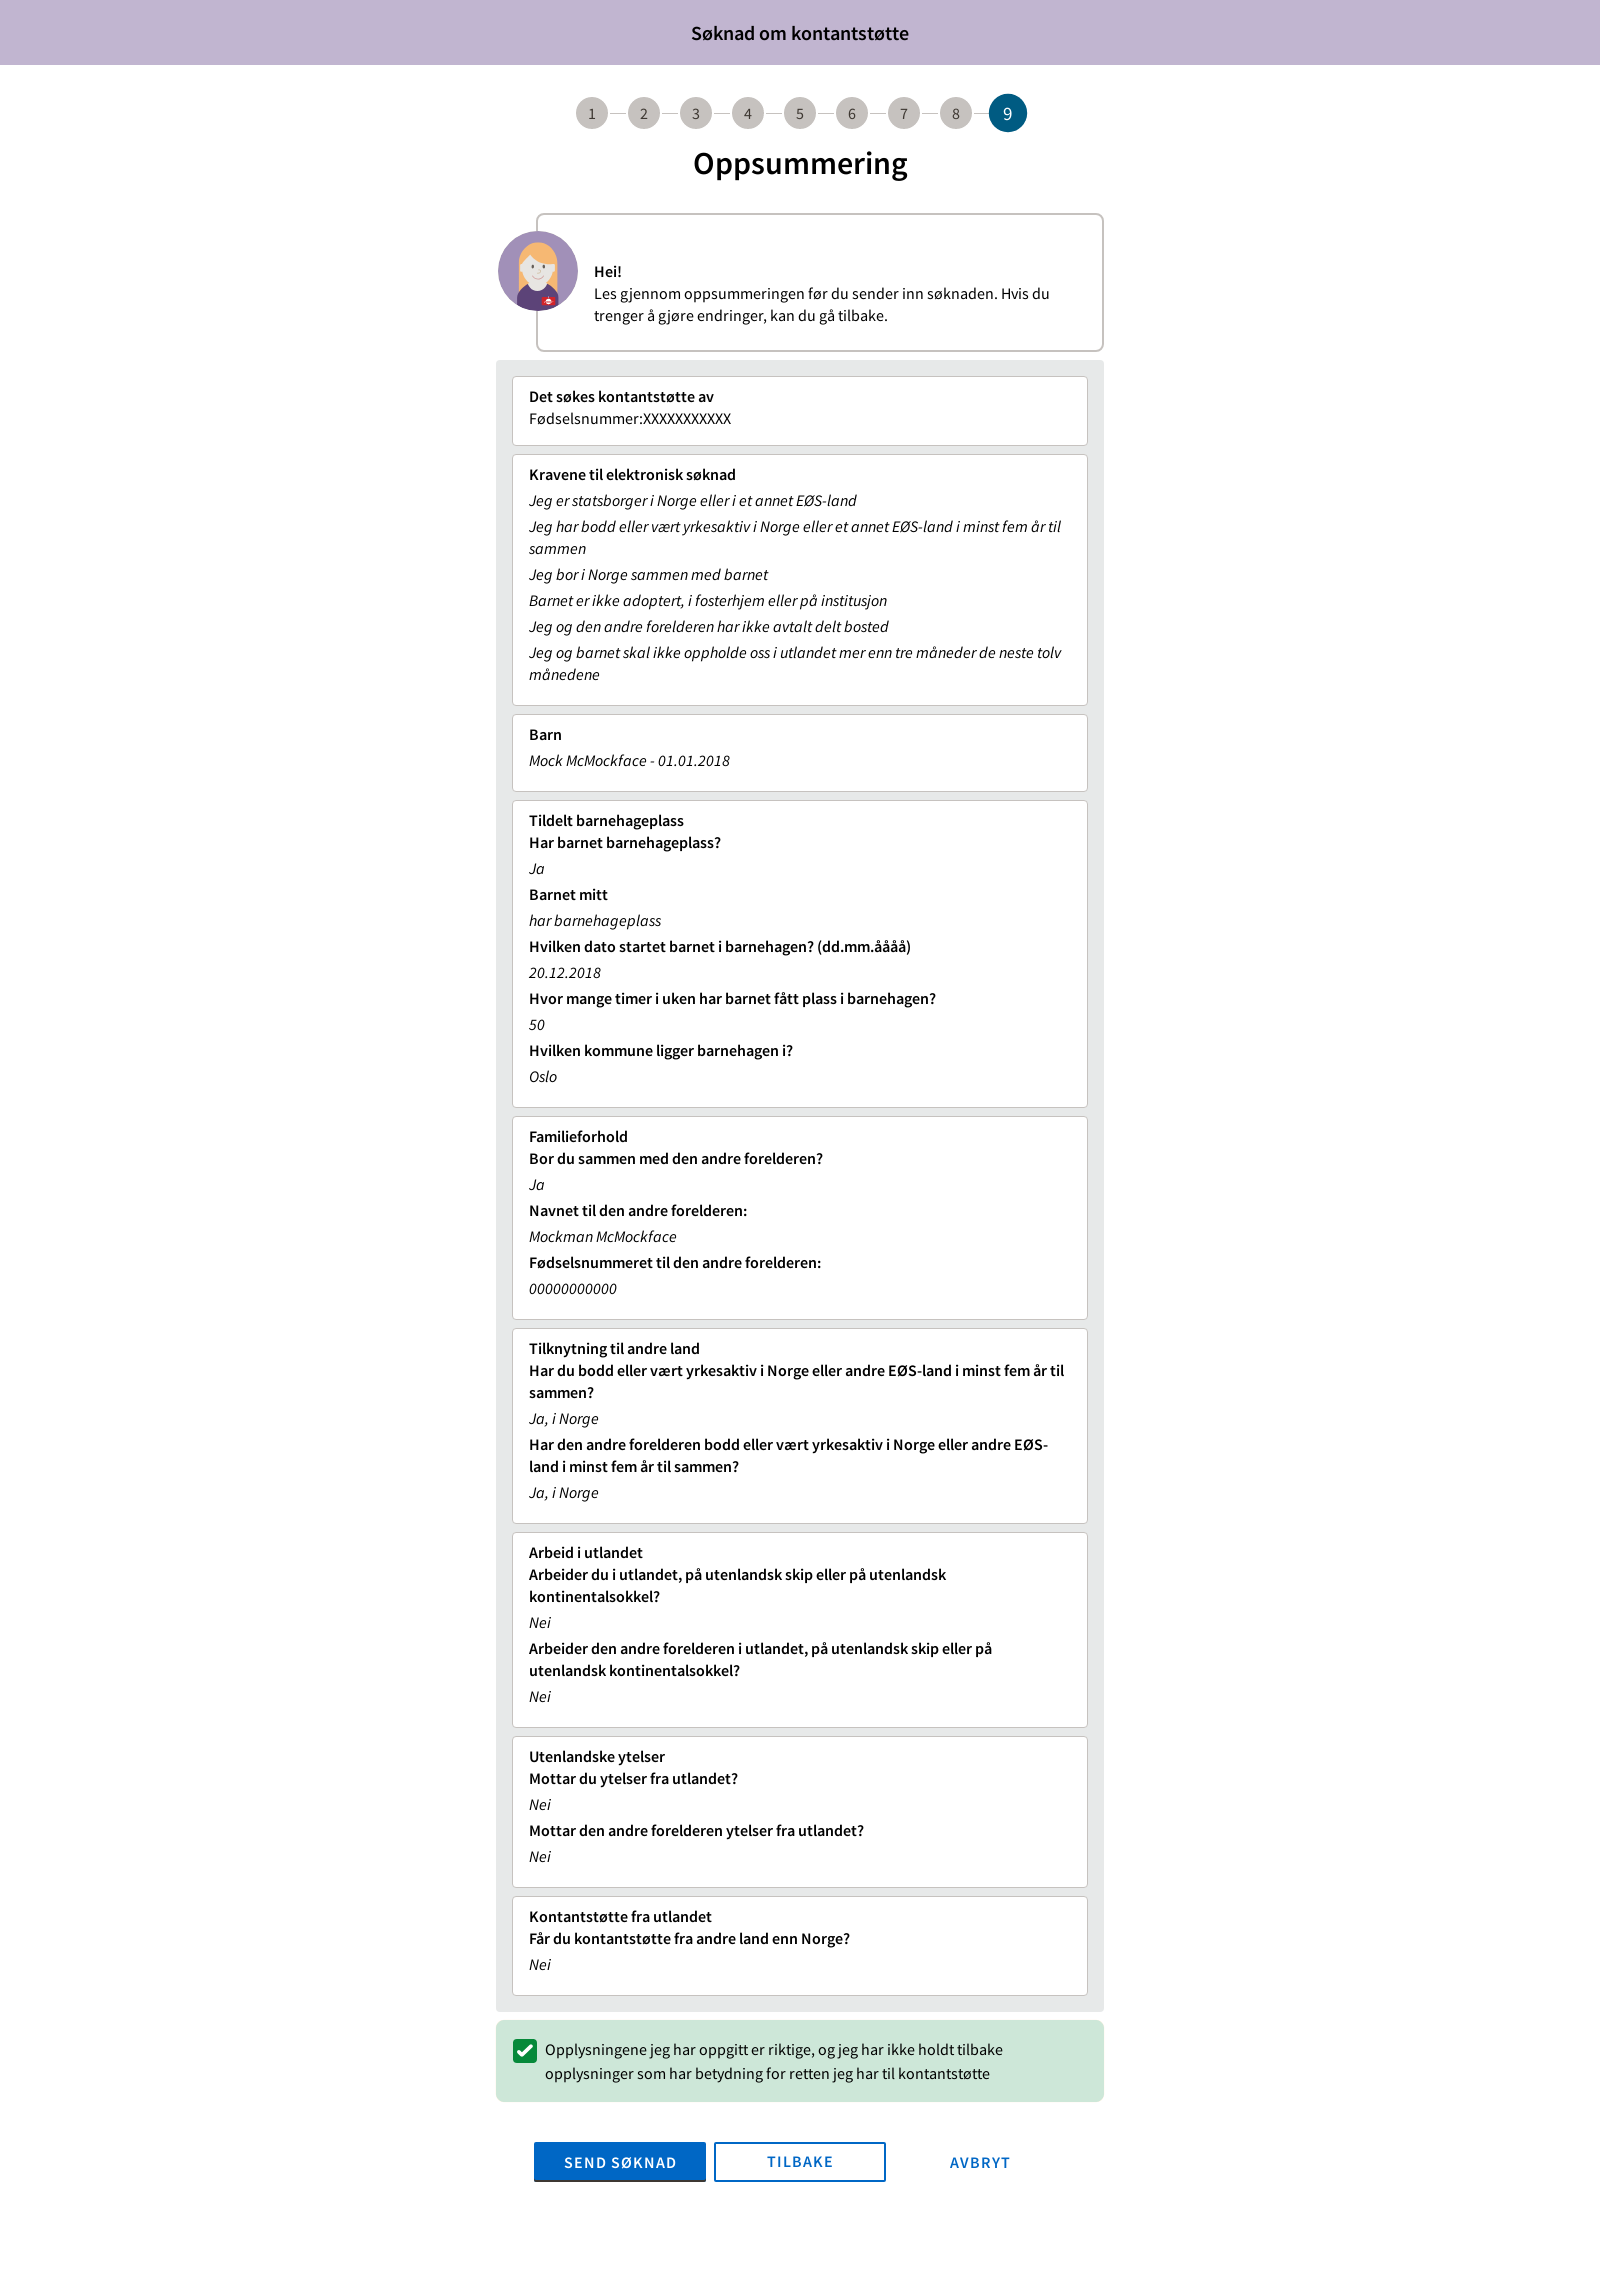 Søknad om kontantstøtte
1 2 3 4 5 6 7 8 9
Oppsummering
Hei!
Les gjennom oppsummeringen før du sender inn søknaden. Hvis du
trenger å gjøre endringer, kan du gå tilbake.
Det søkes kontantstøtte av
Fødselsnummer:XXXXXXXXXXX
Kravene til elektronisk søknad
Jeg er statsborger i Norge eller i et annet EØS-land
Jeg har bodd eller vært yrkesaktiv i Norge eller et annet EØS-land i minst fem år til
sammen
Jeg bor i Norge sammen med barnet
Barnet er ikke adoptert, i fosterhjem eller på institusjon
Jeg og den andre forelderen har ikke avtalt delt bosted
Jeg og barnet skal ikke oppholde oss i utlandet mer enn tre måneder de neste tolv
månedene
Barn
Mock McMockface - 01.01.2018
Tildelt barnehageplass
Har barnet barnehageplass?
Ja
Barnet mitt
har barnehageplass
Hvilken dato startet barnet i barnehagen? (dd.mm.åååå)
20.12.2018
Hvor mange timer i uken har barnet fått plass i barnehagen?
50
Hvilken kommune ligger barnehagen i?
Oslo
Familieforhold
Bor du sammen med den andre forelderen?
Ja
Navnet til den andre forelderen:
Mockman McMockface
Fødselsnummeret til den andre forelderen:
00000000000
Tilknytning til andre land
Har du bodd eller vært yrkesaktiv i Norge eller andre EØS-land i minst fem år til
sammen?
Ja, i Norge
Har den andre forelderen bodd eller vært yrkesaktiv i Norge eller andre EØS-
land i minst fem år til sammen?
Ja, i Norge
Arbeid i utlandet
Arbeider du i utlandet, på utenlandsk skip eller på utenlandsk
kontinentalsokkel?
Nei
Arbeider den andre forelderen i utlandet, på utenlandsk skip eller på
utenlandsk kontinentalsokkel?
Nei
Utenlandske ytelser
Mottar du ytelser fra utlandet?
Nei
Mottar den andre forelderen ytelser fra utlandet?
Nei
Kontantstøtte fra utlandet
Får du kontantstøtte fra andre land enn Norge?
Nei
Opplysningene jeg har oppgitt er riktige, og jeg har ikke holdt tilbake
opplysninger som har betydning for retten jeg har til kontantstøtte
SEND SØKNAD TILBAKE AVBRYT